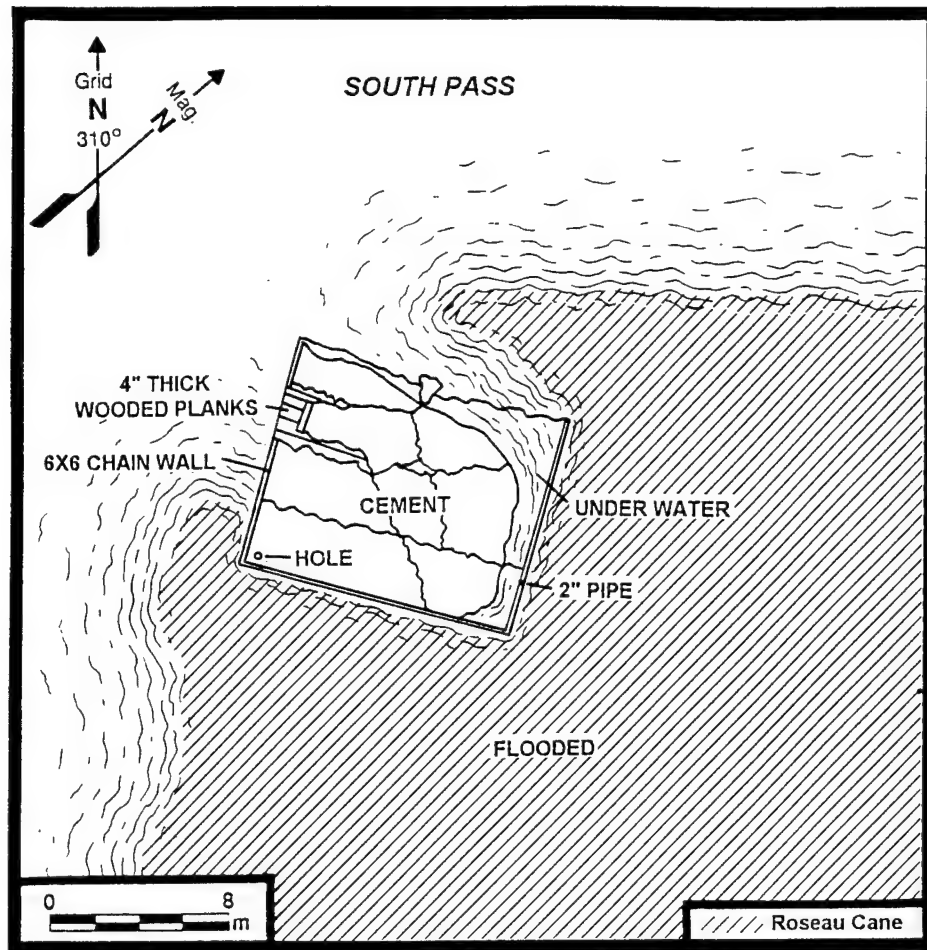 SOUTH PASS
Grid
N
310°
Mag.
N
4" THICK
WOODED PLANKS
6X6 CHAIN WALL
CEMENT
UNDER WATER
HOLE
2" PIPE
FLOODED
0 8
m
Roseau Cane